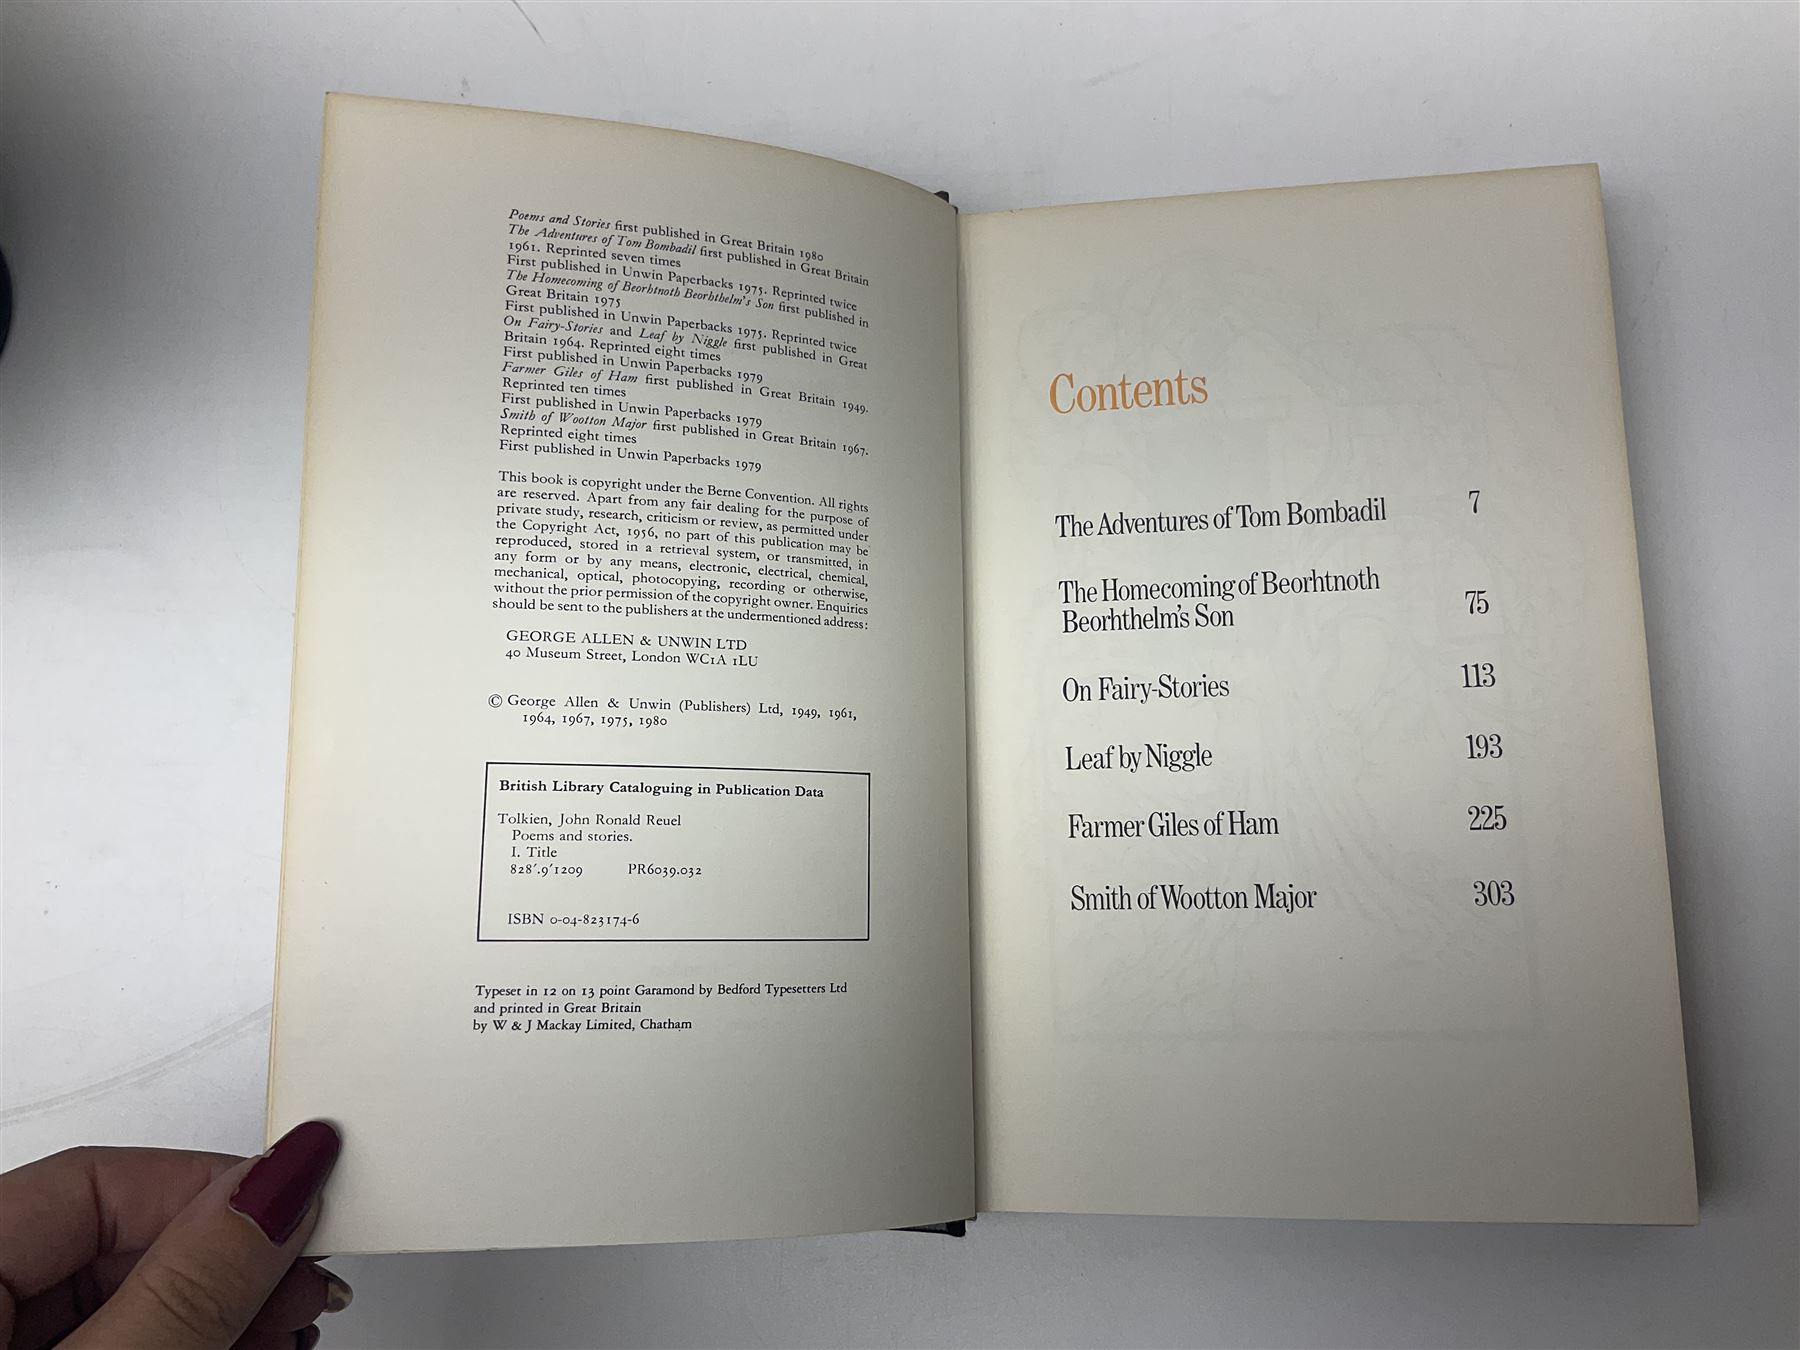 Poems and Stories first published in Great Britain 1980
The Adventures of Tom Bombadil first published in Great Britain
1961. Reprinted seven times
First published in Unwin Paperbacks 1975. Reprinted twice
The Homecoming of Beorhtnoth Beorhthelm's Son first published in
Great Britain 1975
First published in Unwin Paperbacks 1975. Reprinted twice
On Fairy-Stories and Leaf by Niggle first published in Great
Britain 1964. Reprinted eight times
First published in Unwin Paperbacks 1979
Farmer Giles of Ham first published in Great Britain 1949.
Reprinted ten times
First published in Unwin Paperbacks 1979
Smith of Wootton Major first published in Great Britain 1967.
Reprinted eight times
First published in Unwin Paperbacks 1979
This book is copyright under the Berne Convention. All rights
are reserved. Apart from any fair dealing for the purpose of
private study, research, criticism or review, as permitted under
the Copyright Act, 1956, no part of this publication may be
reproduced, stored in a retrieval system, or transmitted, in
any form or by any means, electronic, electrical, chemical,
mechanical, optical, photocopying, recording or otherwise,
without the prior permission of the copyright owner. Enquiries
should be sent to the publishers at the undermentioned address:
GEORGE ALLEN & UNWIN LTD
40 Museum Street, London WC1A 1LU
© George Allen & Unwin (Publishers) Ltd, 1949, 1961,
1964, 1967, 1975, 1980
British Library Cataloguing in Publication Data
Tolkien, John Ronald Reuel
Poems and stories.
I. Title
828'.9'1209 PR6039.032
ISBN 0-04-823174-6
Typeset in 12 on 13 point Garamond by Bedford Typesetters Ltd
and printed in Great Britain
by W & J Mackay Limited, Chatham
Contents
The Adventures of Tom Bombadil 7
The Homecoming of Beorhtnoth
Beorhthelm's Son 75
On Fairy-Stories 113
Leaf by Niggle 193
Farmer Giles of Ham 225
Smith of Wootton Major 303